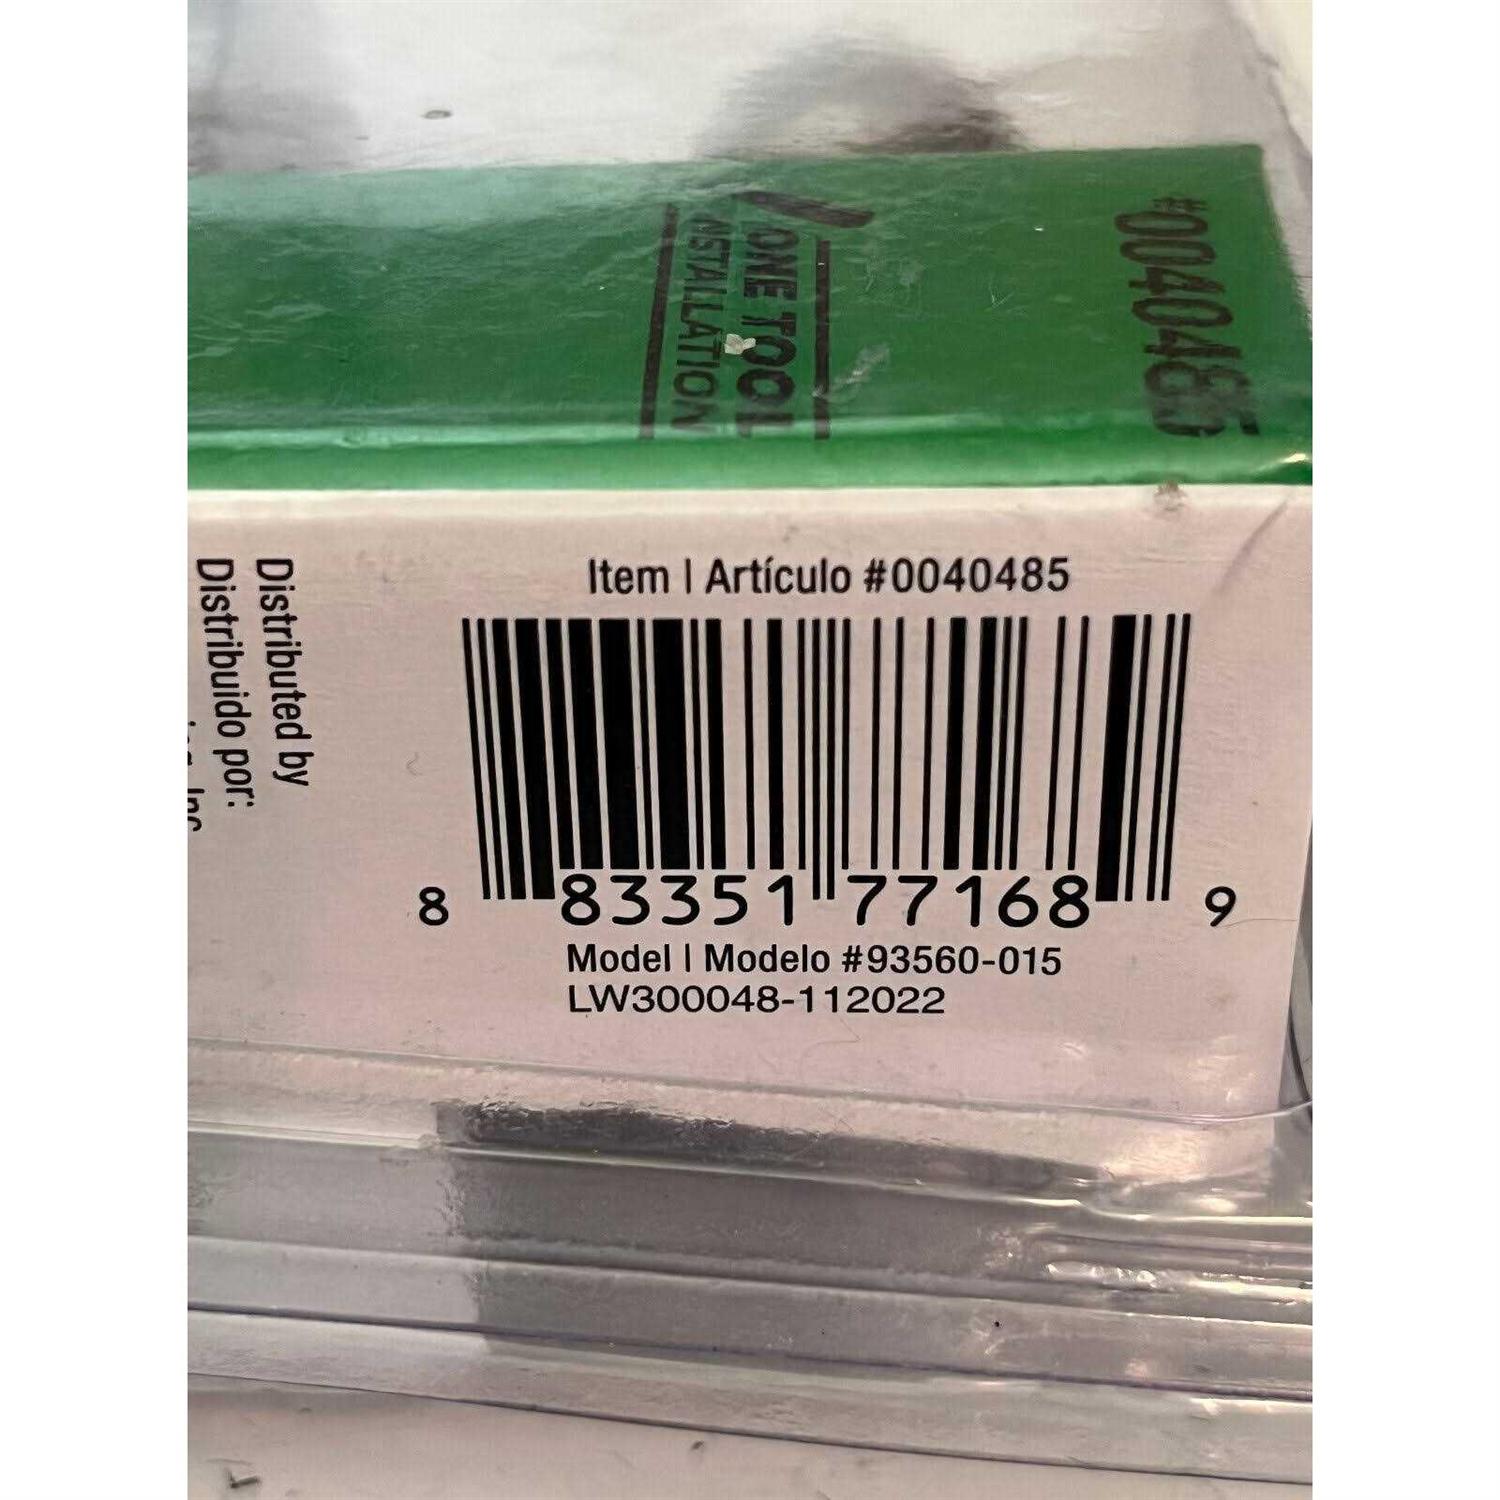 #0040485
ONE TOOL
INSTALLATION
Item | Artículo #0040485
8 83351 77168 9
Model | Modelo #93560-015
LW300048-112022
Distributed by
Distribuido por:
Inc